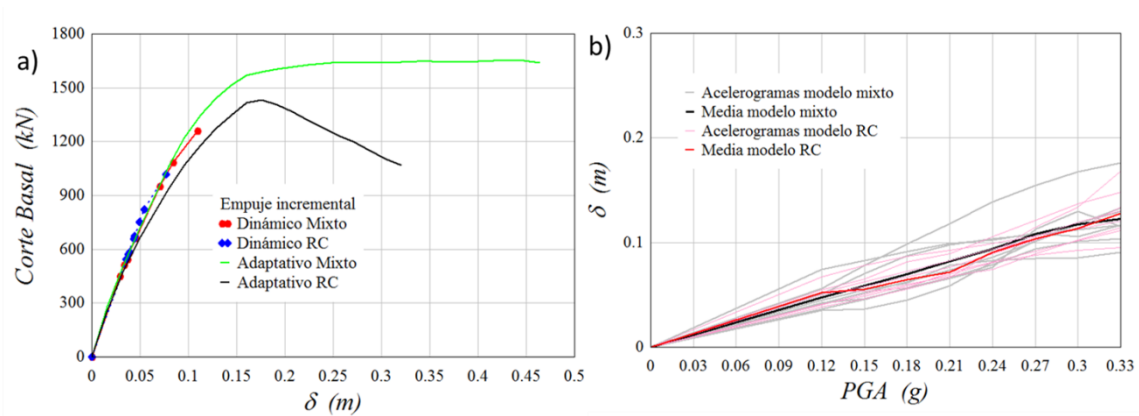 a)
1800
1500
1200
900
600
300
0
Corte Basal (kN)
Empuje incremental
Dinámico Mixto
Dinámico RC
Adaptativo Mixto
Adaptativo RC
0 0.05 0.1 0.15 0.2 0.25 0.3 0.35 0.4 0.45 0.5
δ (m)
b)
0.3
0.2
0.1
0
δ (m)
Acelerogramas modelo mixto
Media modelo mixto
Acelerogramas modelo RC
Media modelo RC
0 0.03 0.06 0.09 0.12 0.15 0.18 0.21 0.24 0.27 0.3 0.33
PGA (g)